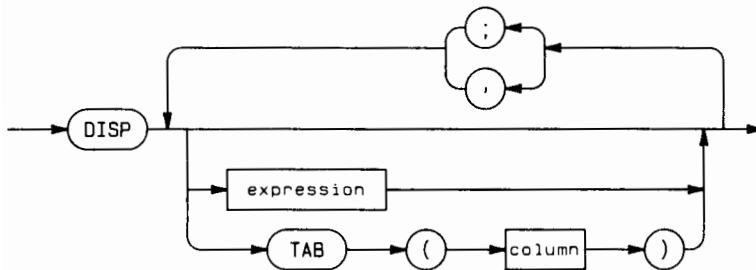 ;
,
DISP
expression
TAB ( column )